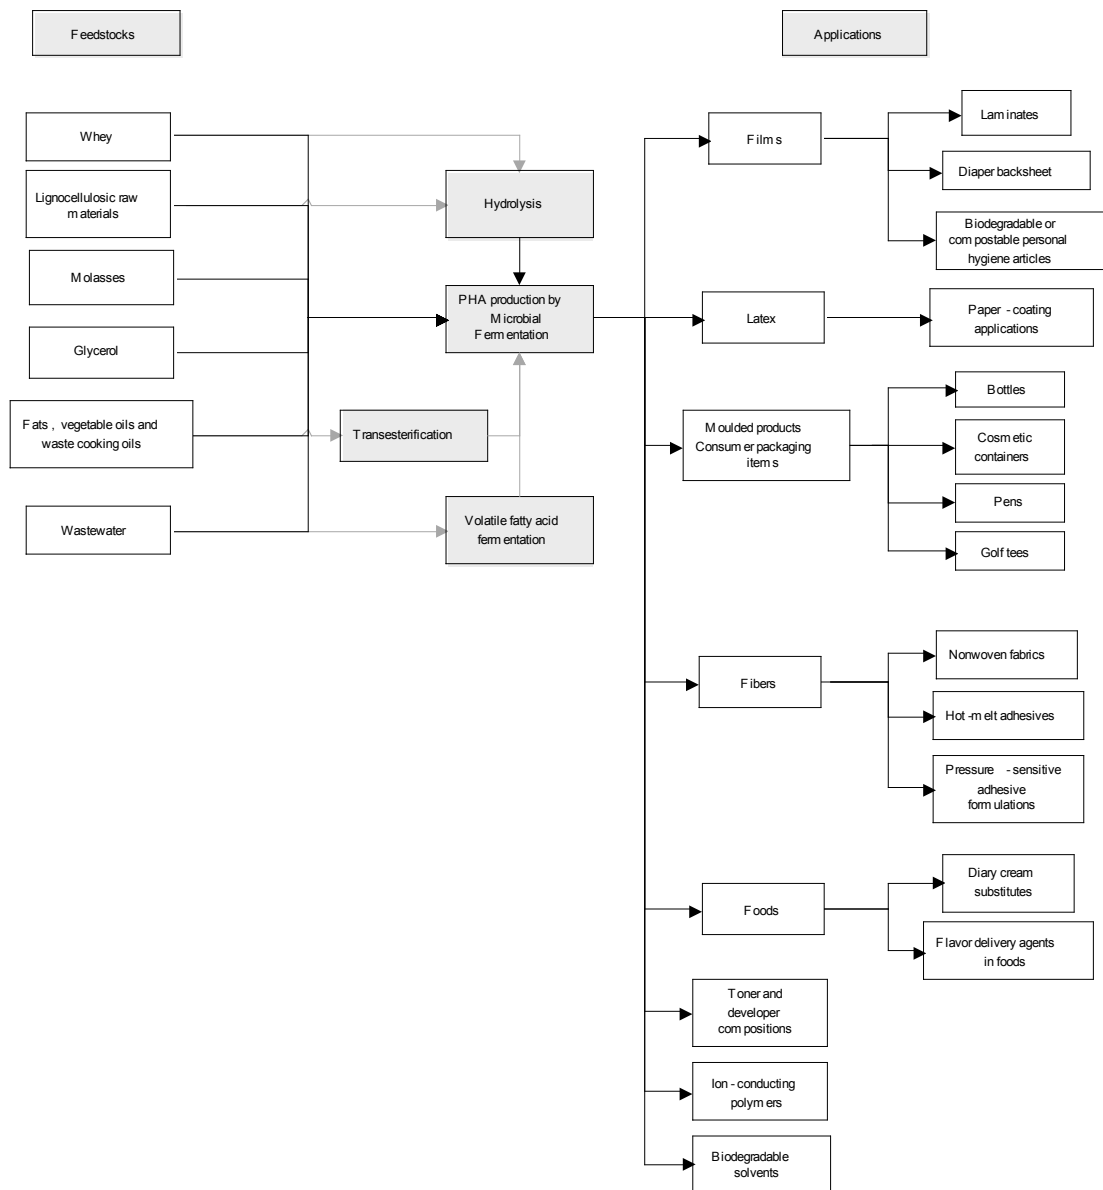 Feedstocks
Applications
Whey
Lignocellulosic raw
materials
Molasses
Glycerol
Fats, vegetable oils and
waste cooking oils
Wastewater
Hydrolysis
PHA production by
Microbial
Fermentation
Transesterification
Volatile fatty acid
fermentation
Films
Laminates
Diaper backsheet
Biodegradable or
compostable personal
hygiene articles
Latex
Paper - coating
applications
Moulded products
Consumer packaging
items
Bottles
Cosmetic
containers
Pens
Golf tees
Fibers
Nonwoven fabrics
Hot -melt adhesives
Pressure - sensitive
adhesive
formulations
Foods
Diary cream
substitutes
Flavor delivery agents
in foods
Toner and
developer
compositions
Ion - conducting
polymers
Biodegradable
solvents